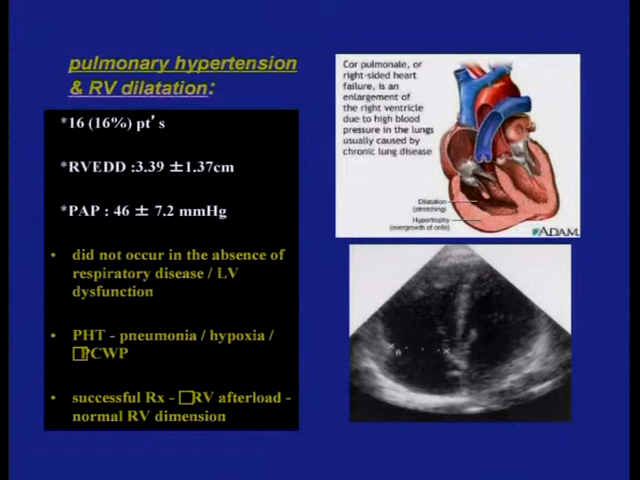 pulmonary hypertension
& RV dilatation:
*16 (16%) pt's
*RVEDD :3.39 ±1.37cm
*PAP : 46 ± 7.2 mmHg
• did not occur in the absence of
respiratory disease / LV
dysfunction
• PHT - pneumonia / hypoxia /
□PCWP
• successful Rx - □RV afterload -
normal RV dimension
Cor pulmonale, or
right-sided heart
failure, is an
enlargement of
the right ventricle
due to high blood
pressure in the lungs
usually caused by
chronic lung disease
Dilatation
(stretching)
Hypertrophy
(overgrowth of cells)
ADAM
A